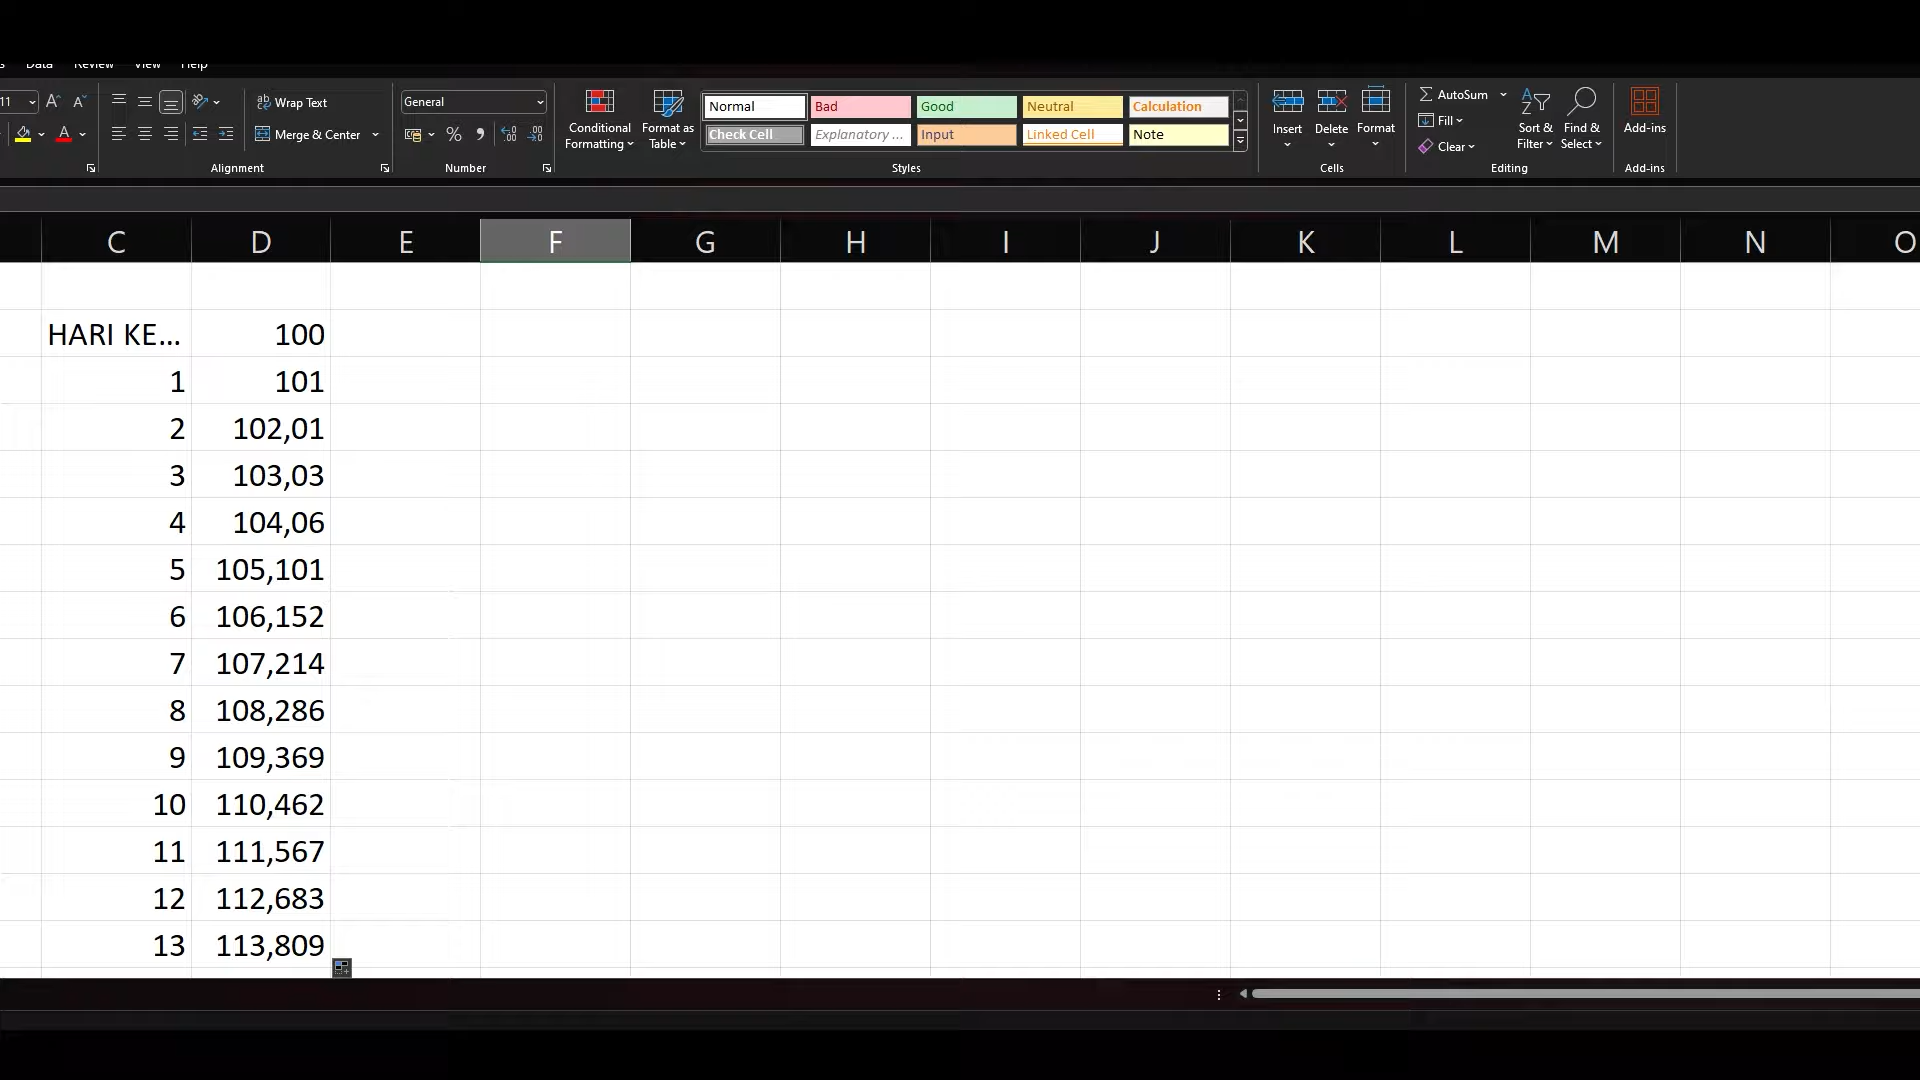 Data Review View Help
11 Wrap Text General Conditional Formatting Format as Table Normal Bad Good Neutral Calculation Insert Delete Format AutoSum Sort & Filter Find & Select Add-ins
Merge & Center % Check Cell Explanatory ... Input Linked Cell Note Fill
Clear
Alignment Number Styles Cells Editing Add-ins
C D E F G H I J K L M N O
HARI KE... 100
1 101
2 102,01
3 103,03
4 104,06
5 105,101
6 106,152
7 107,214
8 108,286
9 109,369
10 110,462
11 111,567
12 112,683
13 113,809